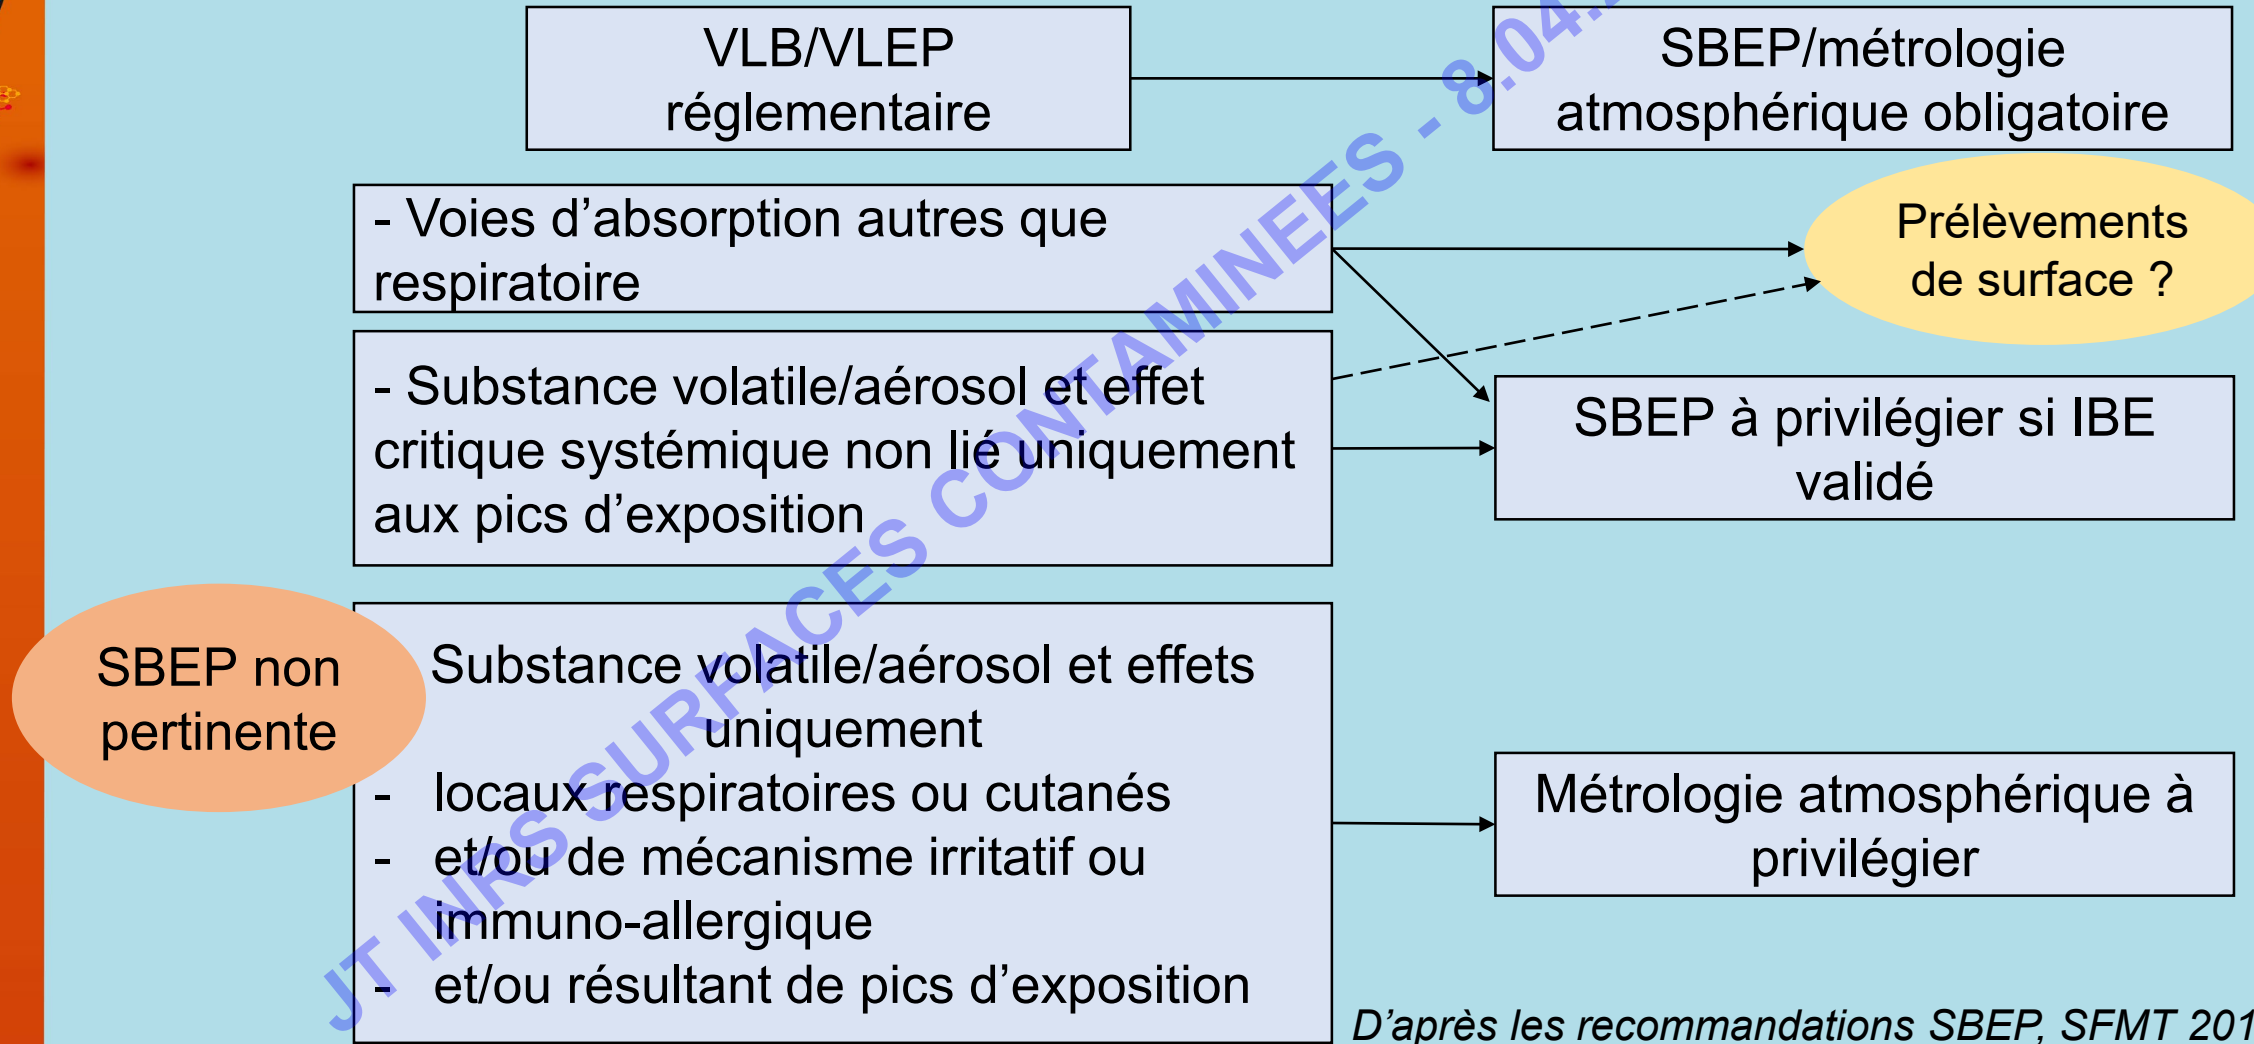 VLB/VLEP
réglementaire
SBEP/métrologie
atmosphérique obligatoire
- Voies d’absorption autres que
respiratoire
Prélèvements
de surface ?
- Substance volatile/aérosol et effet
critique systémique non lié uniquement
aux pics d’exposition
SBEP à privilégier si IBE
validé
SBEP non
pertinente
Substance volatile/aérosol et effets
uniquement
- locaux respiratoires ou cutanés
- et/ou de mécanisme irritatif ou
immuno-allergique
- et/ou résultant de pics d’exposition
Métrologie atmosphérique à
privilégier
D’après les recommandations SBEP, SFMT 201
JT INRS SURFACES CONTAMINEES - 8.04.